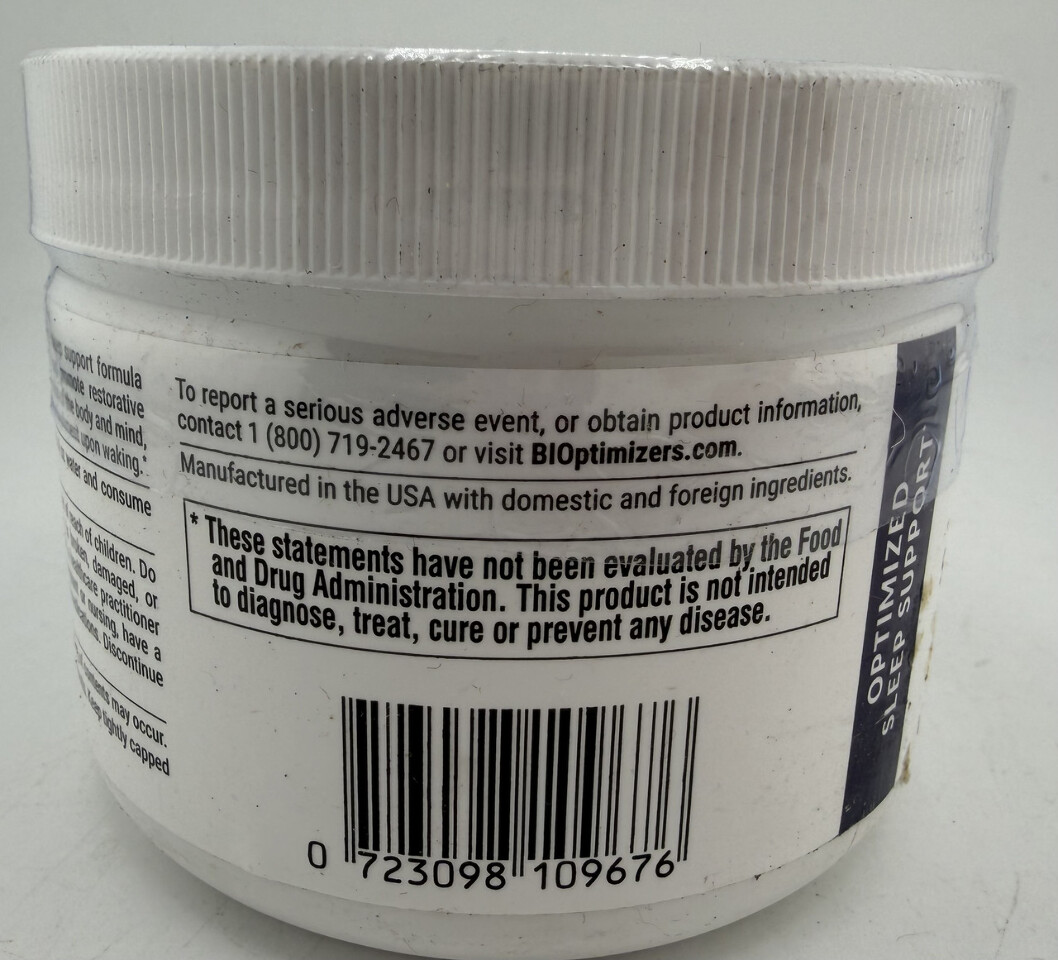 support formula
restorative
the body and mind,
upon waking.*
water and consume
reach of children. Do
damaged, or
practitioner
or nursing, have a
Discontinue
contents may occur.
Keep tightly capped
To report a serious adverse event, or obtain product information,
contact 1 (800) 719-2467 or visit BIOptimizers.com.
Manufactured in the USA with domestic and foreign ingredients.
* These statements have not been evaluated by the Food
and Drug Administration. This product is not intended
to diagnose, treat, cure or prevent any disease.
0 723098 109676
OPTIMIZED
SLEEP SUPPORT